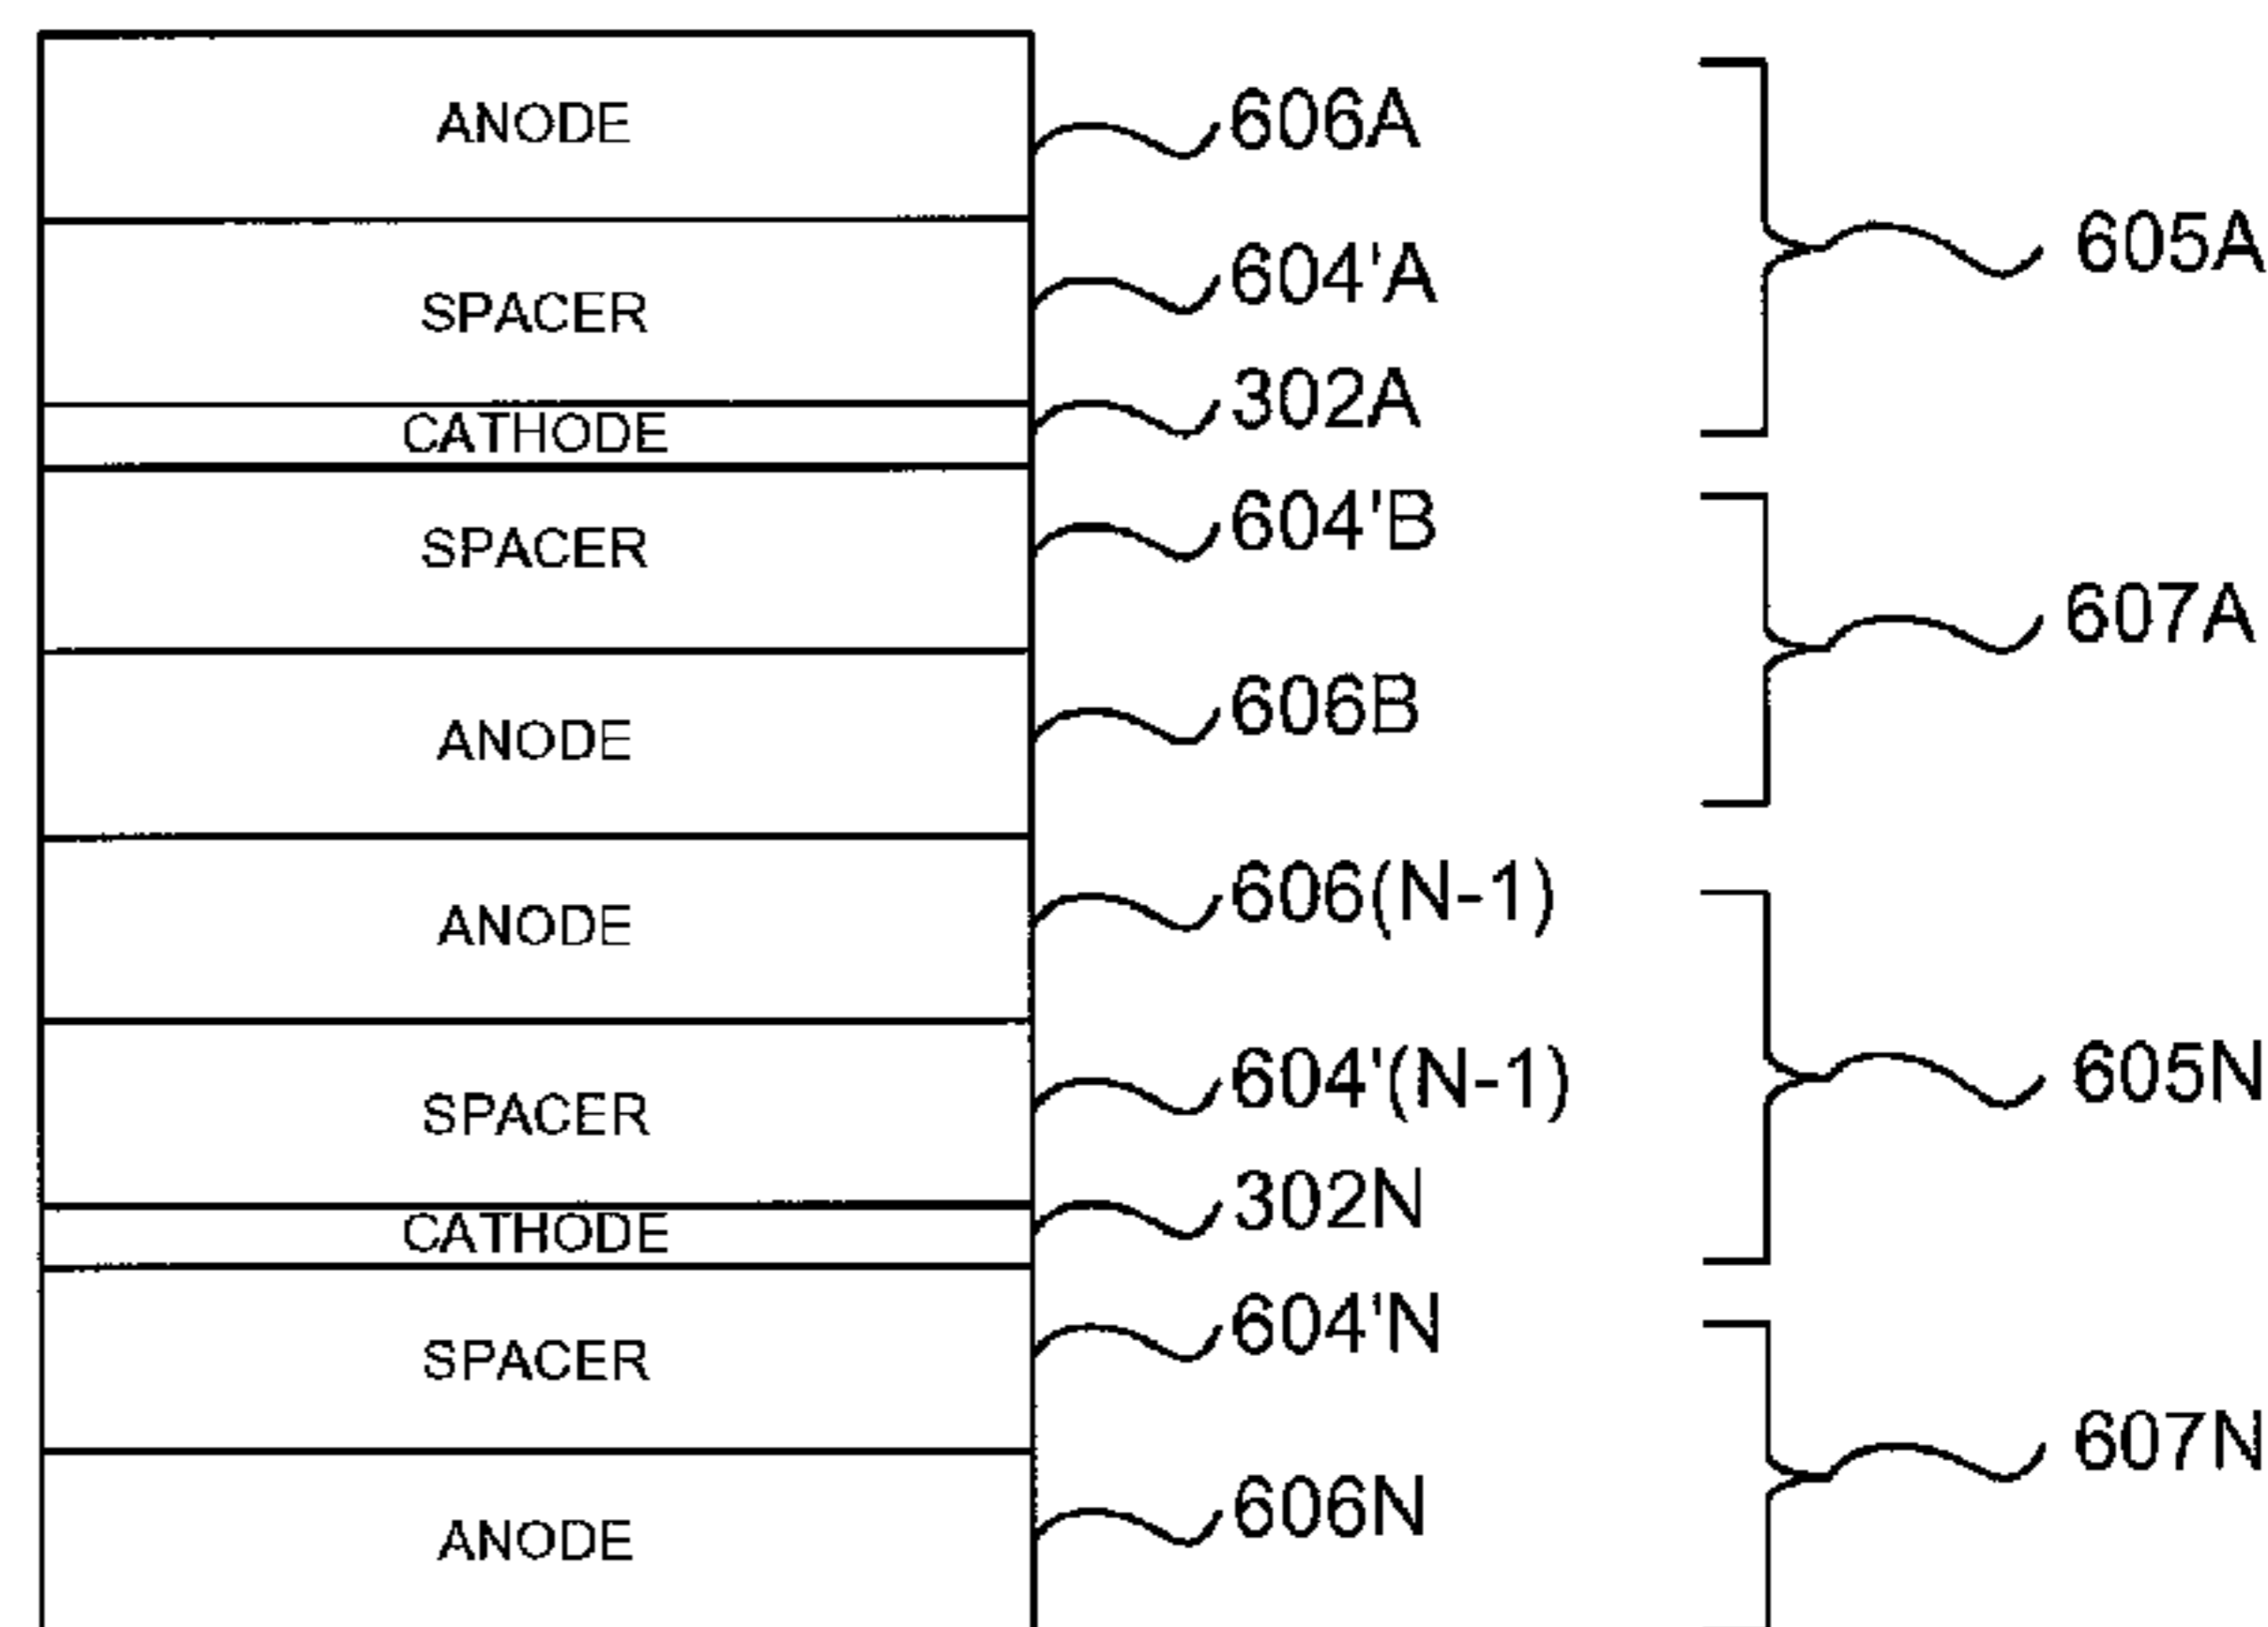 ANODE 606A
605A
SPACER 604'A
CATHODE 302A
SPACER 604'B
607A
ANODE 606B
ANODE 606(N-1)
605N
SPACER 604'(N-1)
CATHODE 302N
SPACER 604'N
607N
ANODE 606N